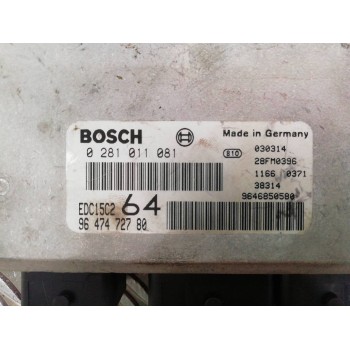 BOSCH
Made in Germany
0 281 011 081
810 030314
28FM0396
1166 0371
38314
EDC15C2 64
9646850580
96 474 727 80